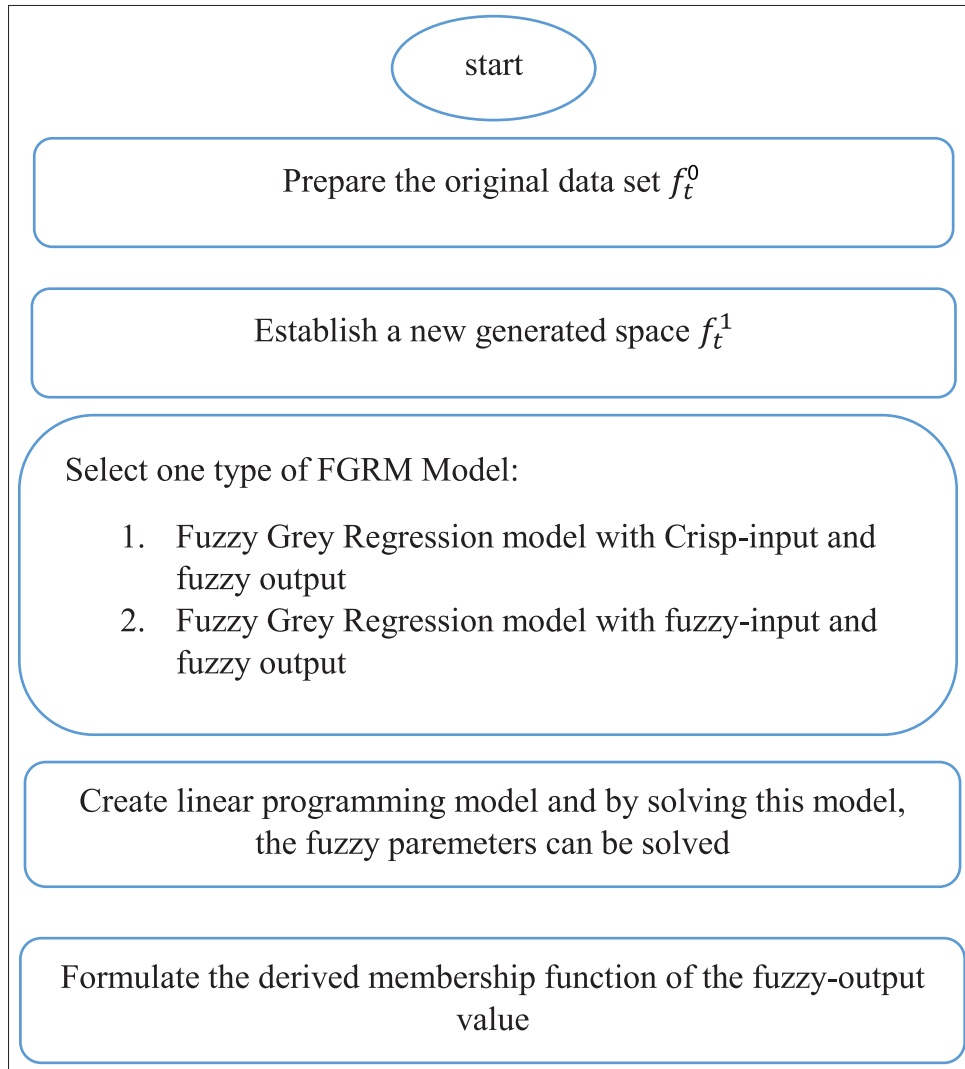 start
Prepare the original data set f_t^0
Establish a new generated space f_t^1
Select one type of FGRM Model:
1. Fuzzy Grey Regression model with Crisp-input and
fuzzy output
2. Fuzzy Grey Regression model with fuzzy-input and
fuzzy output
Create linear programming model and by solving this model,
the fuzzy paremeters can be solved
Formulate the derived membership function of the fuzzy-output
value